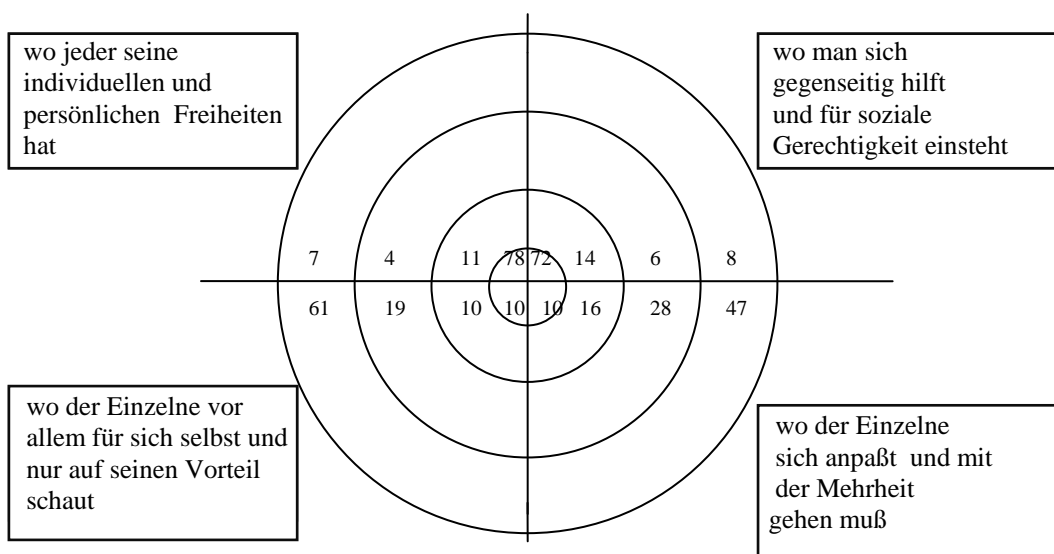 wo jeder seine
individuellen und
persönlichen Freiheiten
hat
wo man sich
gegenseitig hilft
und für soziale
Gerechtigkeit einsteht
7 4 11 78 72 14 6 8
61 19 10 10 10 16 28 47
wo der Einzelne vor
allem für sich selbst und
nur auf seinen Vorteil
schaut
wo der Einzelne
sich anpaßt und mit
der Mehrheit
gehen muß